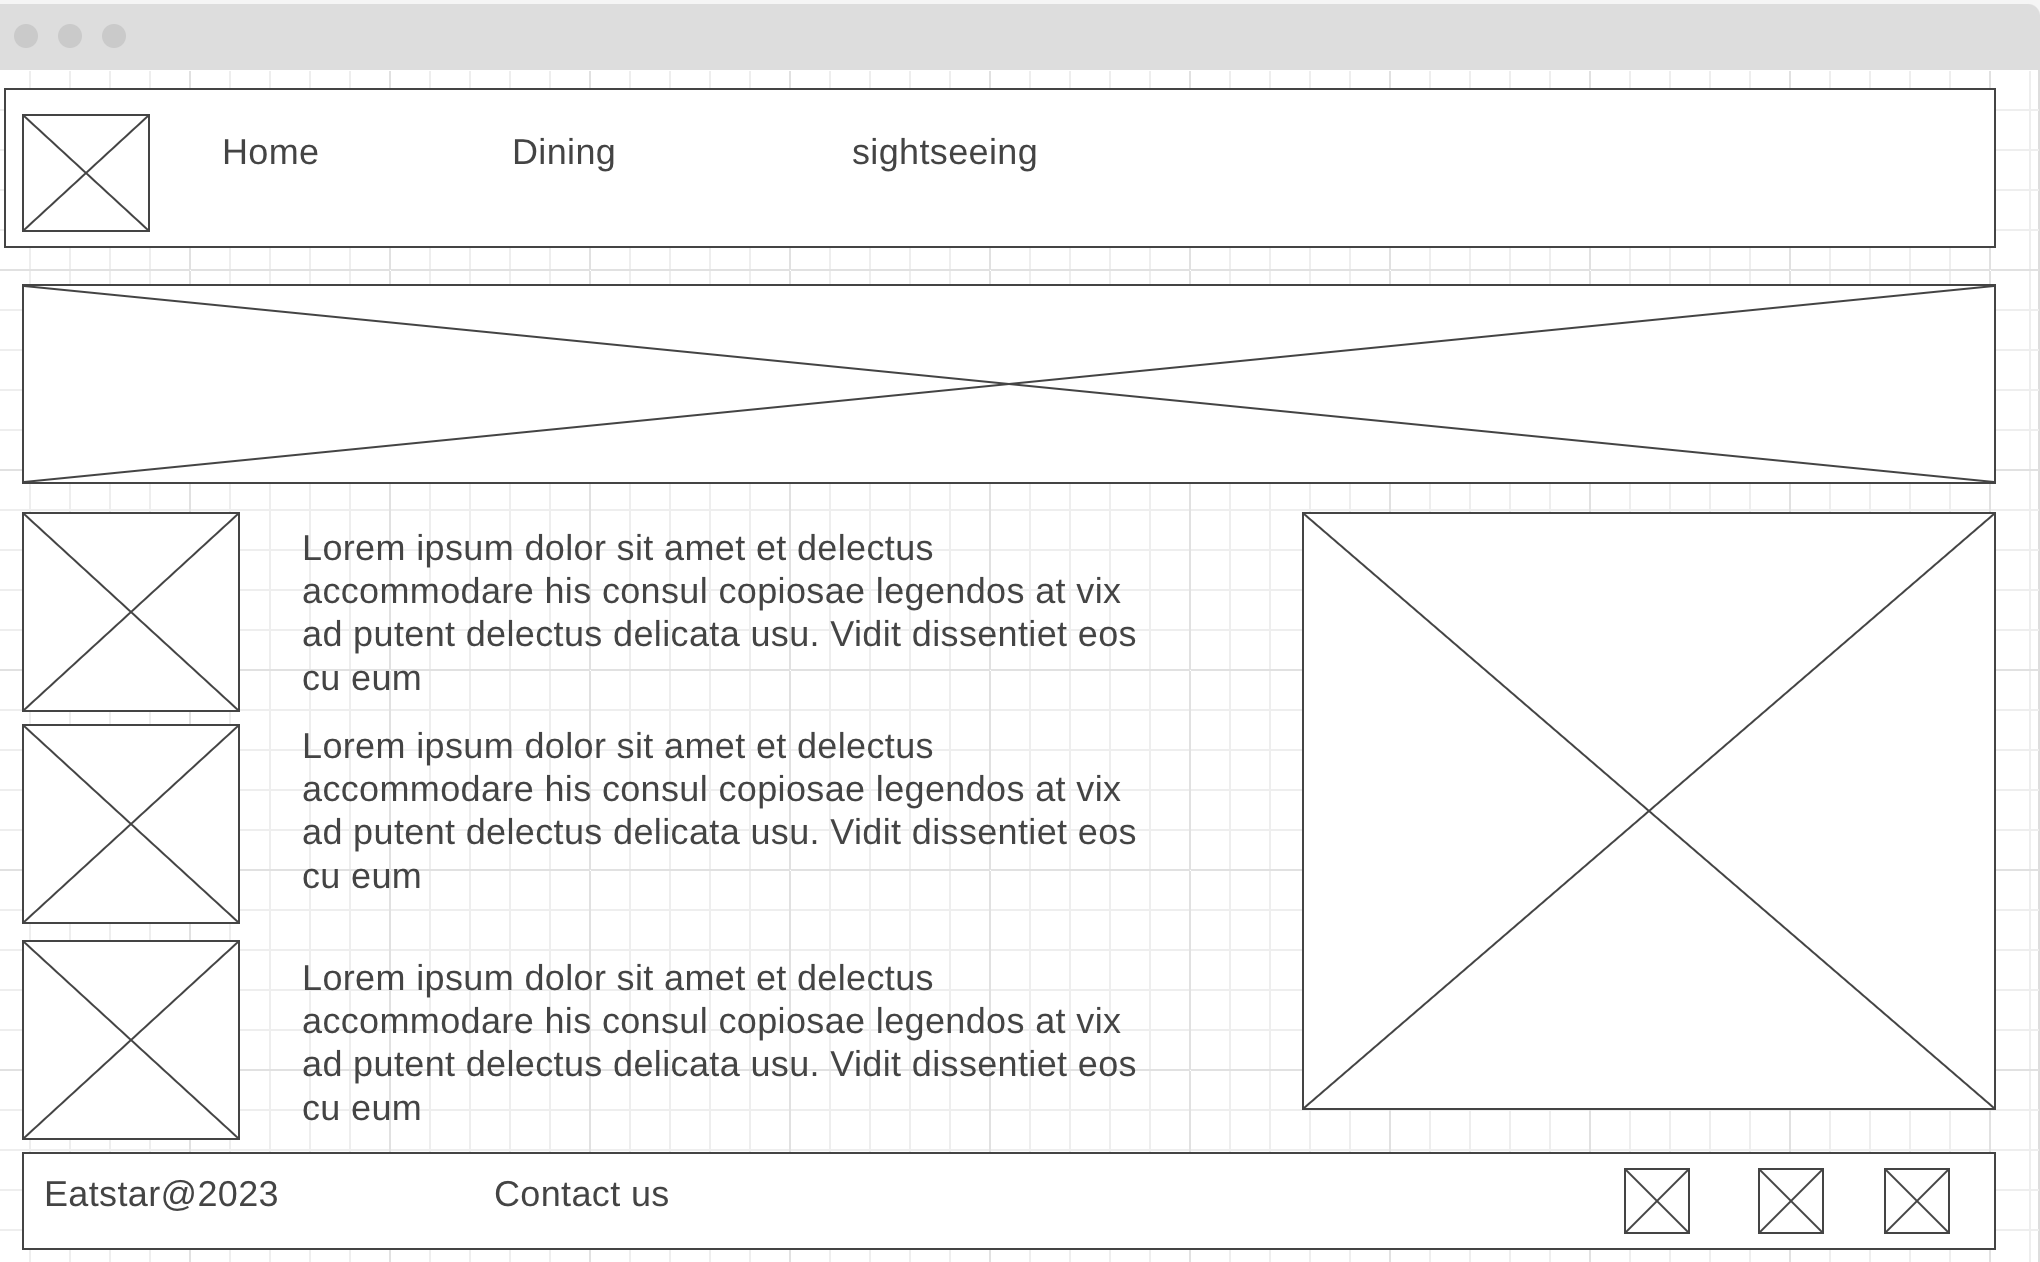 Home
Dining
sightseeing
Lorem ipsum dolor sit amet et delectus
accommodare his consul copiosae legendos at vix
ad putent delectus delicata usu. Vidit dissentiet eos
cu eum
Lorem ipsum dolor sit amet et delectus
accommodare his consul copiosae legendos at vix
ad putent delectus delicata usu. Vidit dissentiet eos
cu eum
Lorem ipsum dolor sit amet et delectus
accommodare his consul copiosae legendos at vix
ad putent delectus delicata usu. Vidit dissentiet eos
cu eum
Eatstar@2023
Contact us